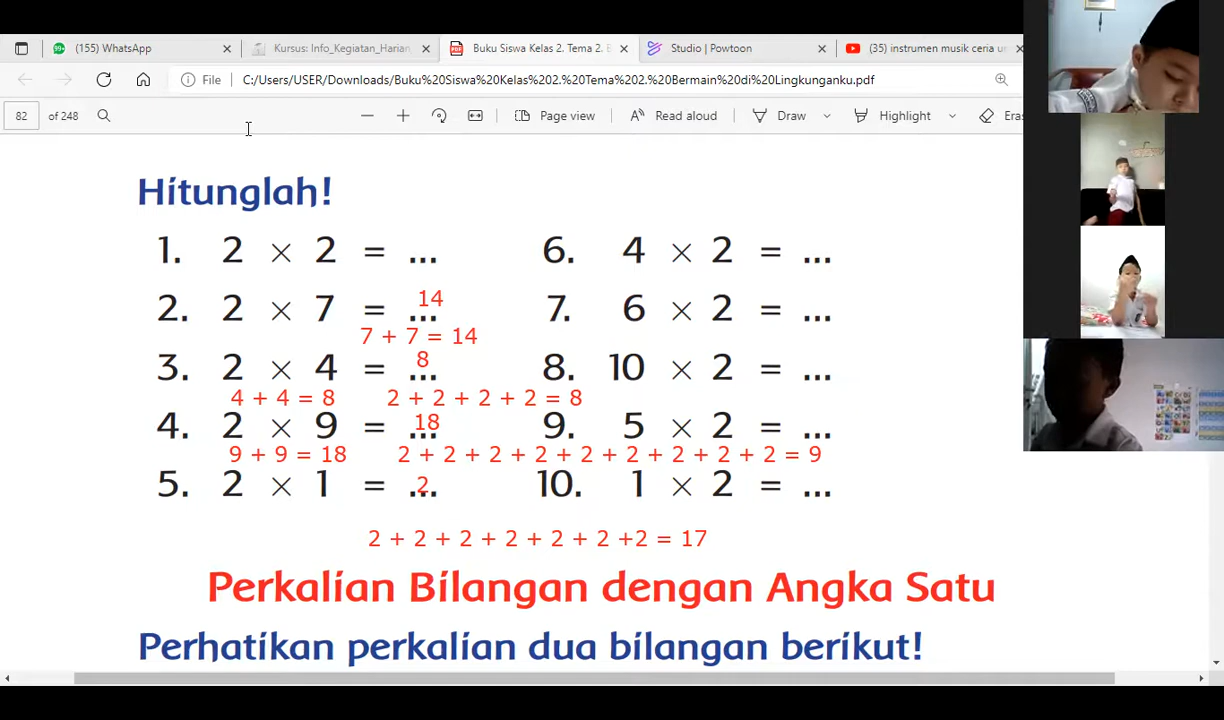 (155) WhatsApp
Kursus: Info_Kegiatan_Harian
Buku Siswa Kelas 2. Tema 2. B
Studio | Powtoon
(35) instrumen musik ceria un
File C:/Users/USER/Downloads/Buku%20Siswa%20Kelas%202.%20Tema%202.%20Bermain%20di%20Lingkunganku.pdf
82 of 248
Page view
Read aloud
Draw
Highlight
Eras
Hitunglah!
1. 2 × 2 = ... 6. 4 × 2 = ...
14
2. 2 × 7 = ... 7. 6 × 2 = ...
7 + 7 = 14
8
3. 2 × 4 = ... 8. 10 × 2 = ...
4 + 4 = 8 2 + 2 + 2 + 2 = 8
18
4. 2 × 9 = ... 9. 5 × 2 = ...
9 + 9 = 18 2 + 2 + 2 + 2 + 2 + 2 + 2 + 2 + 2 = 9
5. 2 × 1 = ... 2 10. 1 × 2 = ...
2 + 2 + 2 + 2 + 2 + 2 +2 = 17
Perkalian Bilangan dengan Angka Satu
Perhatikan perkalian dua bilangan berikut!